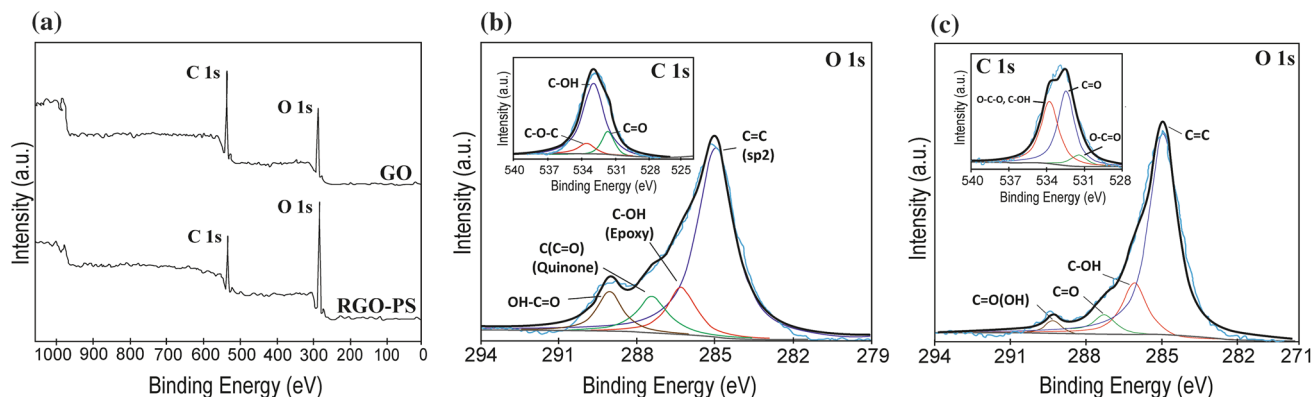 (a)
C 1s
O 1s
GO
O 1s
C 1s
RGO-PS
Intensity (a.u.)
1000 900 800 700 600 500 400 300 200 100 0
Binding Energy (eV)
(b)
O 1s
C 1s
C-OH
C-O-C
C=O
Intensity (a.u.)
540 537 534 531 528 525
Binding Energy (eV)
C=C
(sp2)
C-OH
(Epoxy)
C(C=O)
(Quinone)
OH-C=O
Intensity (a.u.)
294 291 288 285 282 279
Binding Energy (eV)
(c)
O 1s
C 1s
C=O
O-C-O, C-OH
O-C=O
Intensity (a.u.)
540 537 534 531 528
Binding Energy (eV)
C=C
C-OH
C=O
C=O(OH)
Intensity (a.u.)
294 291 288 285 282 271
Binding Energy (eV)